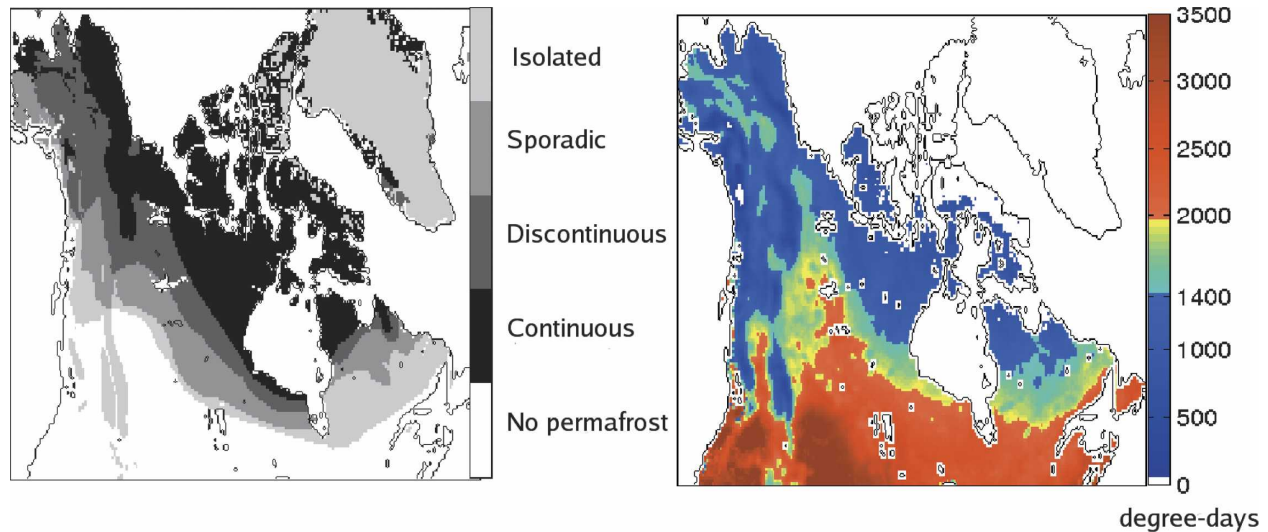 Isolated
Sporadic
Discontinuous
Continuous
No permafrost
3500
3000
2500
2000
1400
1000
500
0
degree-days